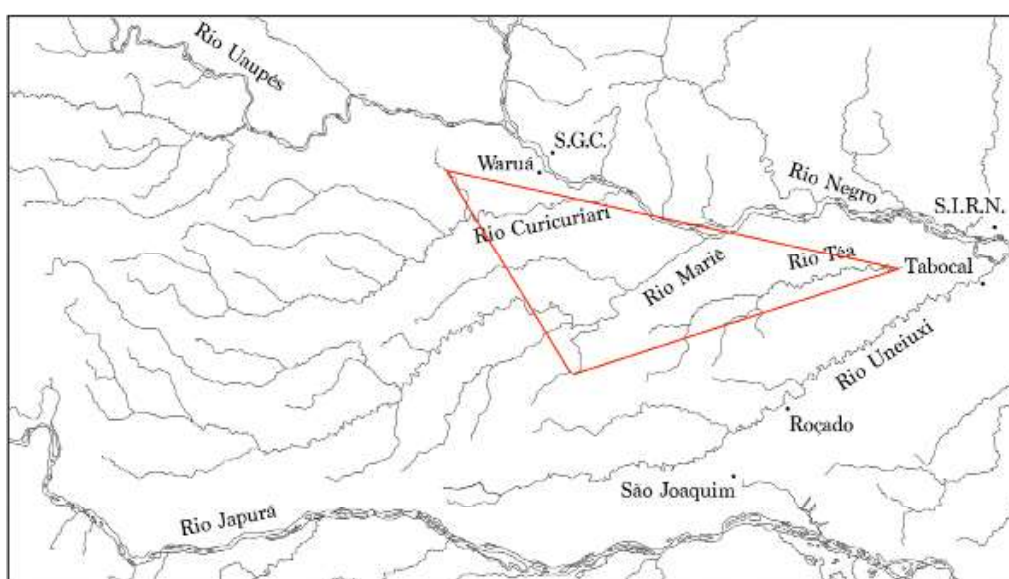 Rio Uaupés
S.G.C.
Waruá
Rio Negro
S.I.R.N.
Rio Curicuriari
Rio Téa
Tabocal
Rio Marié
Rio Uneiuxi
Roçado
São Joaquim
Rio Japurá